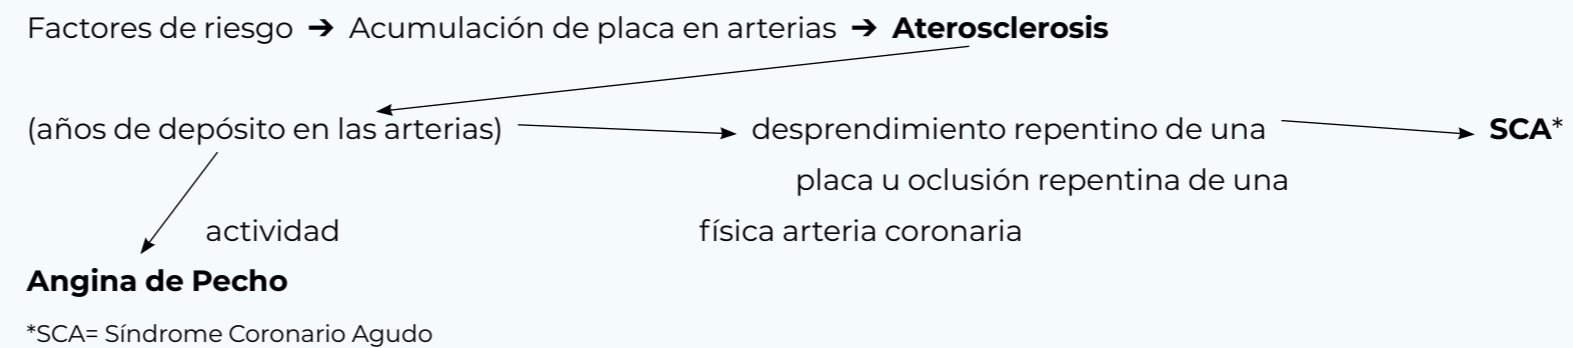 Factores de riesgo ➔ Acumulación de placa en arterias ➔ Aterosclerosis
(años de depósito en las arterias) desprendimiento repentino de una SCA*
placa u oclusión repentina de una
actividad física arteria coronaria
Angina de Pecho
*SCA= Síndrome Coronario Agudo